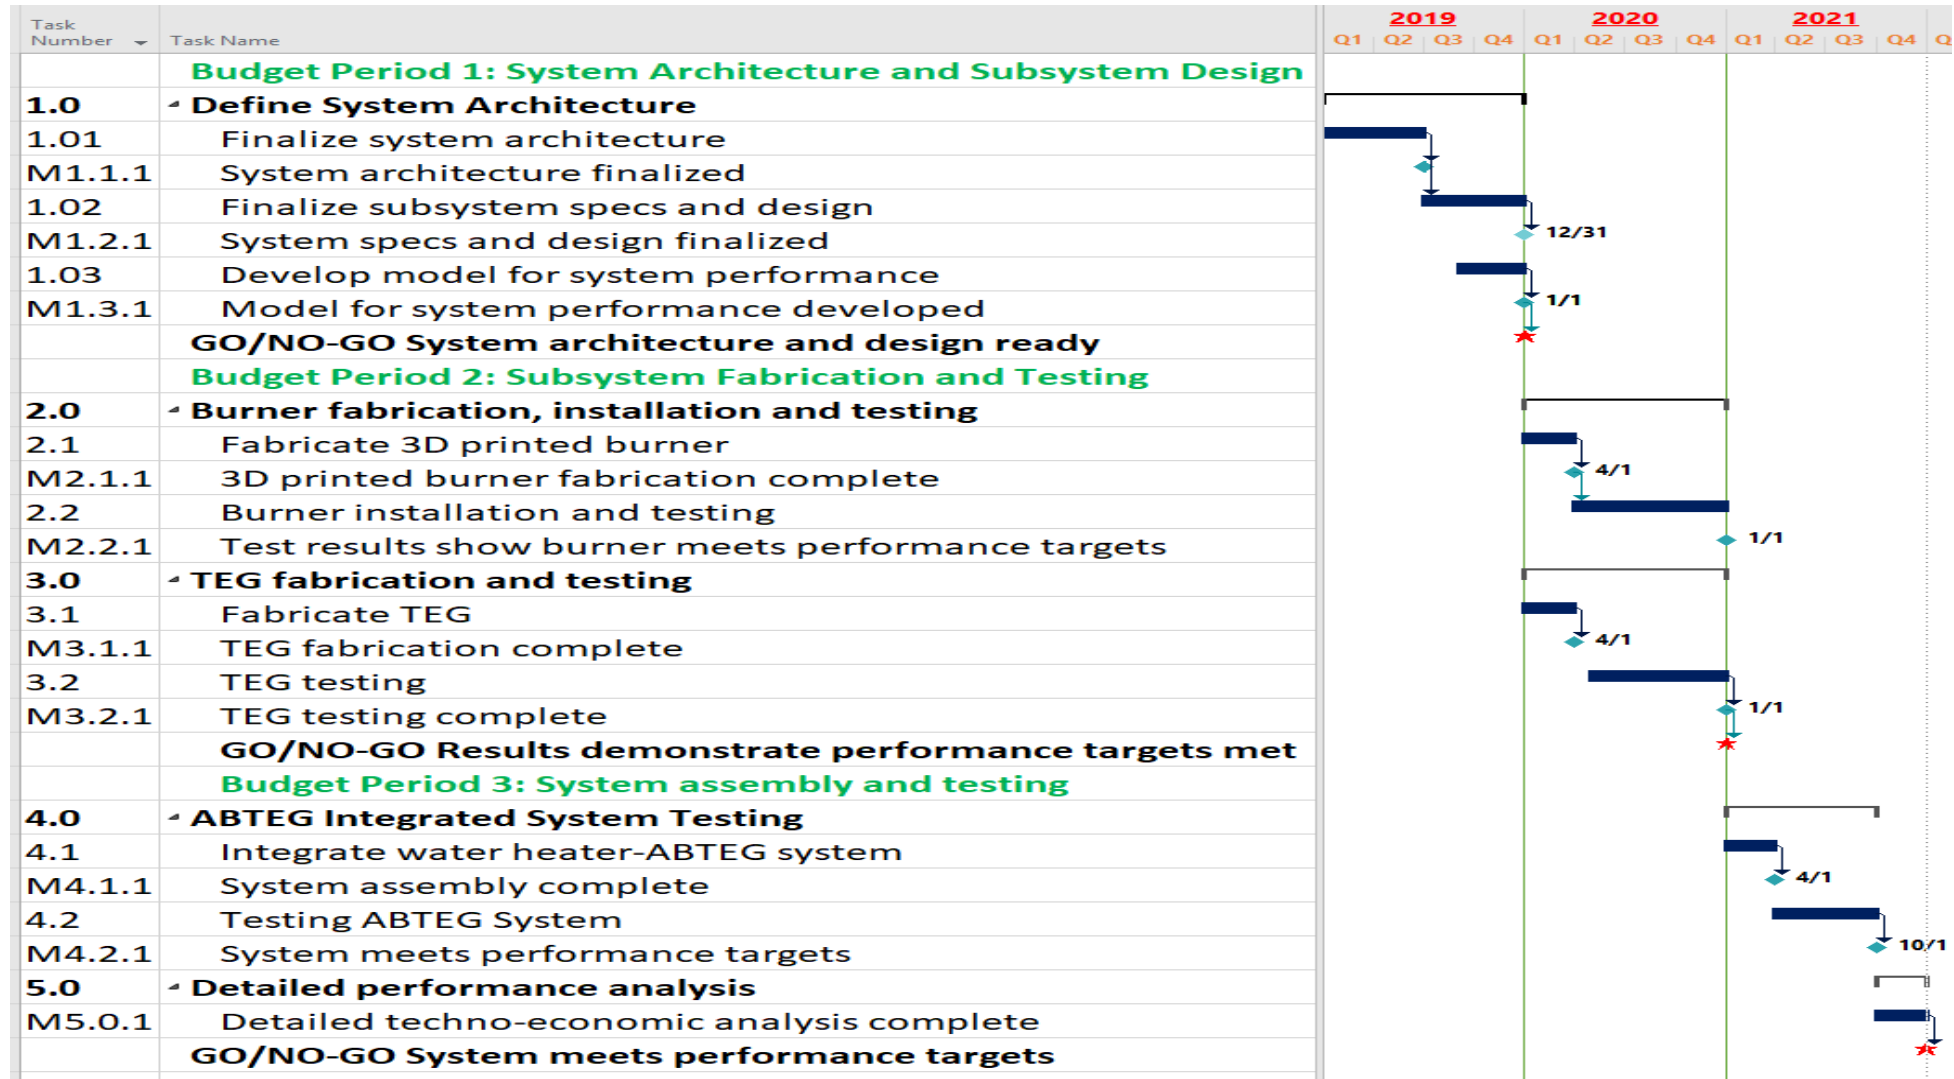 2019 2020 2021
Task
Number Task Name Q1 Q2 Q3 Q4 Q1 Q2 Q3 Q4 Q1 Q2 Q3 Q4 Q
Budget Period 1: System Architecture and Subsystem Design
1.0 Define System Architecture
1.01 Finalize system architecture
M1.1.1 System architecture finalized
1.02 Finalize subsystem specs and design
M1.2.1 System specs and design finalized 12/31
1.03 Develop model for system performance
M1.3.1 Model for system performance developed 1/1
GO/NO-GO System architecture and design ready
Budget Period 2: Subsystem Fabrication and Testing
2.0 Burner fabrication, installation and testing
2.1 Fabricate 3D printed burner
M2.1.1 3D printed burner fabrication complete 4/1
2.2 Burner installation and testing
M2.2.1 Test results show burner meets performance targets 1/1
3.0 TEG fabrication and testing
3.1 Fabricate TEG
M3.1.1 TEG fabrication complete 4/1
3.2 TEG testing
M3.2.1 TEG testing complete 1/1
GO/NO-GO Results demonstrate performance targets met
Budget Period 3: System assembly and testing
4.0 ABTEG Integrated System Testing
4.1 Integrate water heater-ABTEG system
M4.1.1 System assembly complete 4/1
4.2 Testing ABTEG System
M4.2.1 System meets performance targets 10/1
5.0 Detailed performance analysis
M5.0.1 Detailed techno-economic analysis complete
GO/NO-GO System meets performance targets